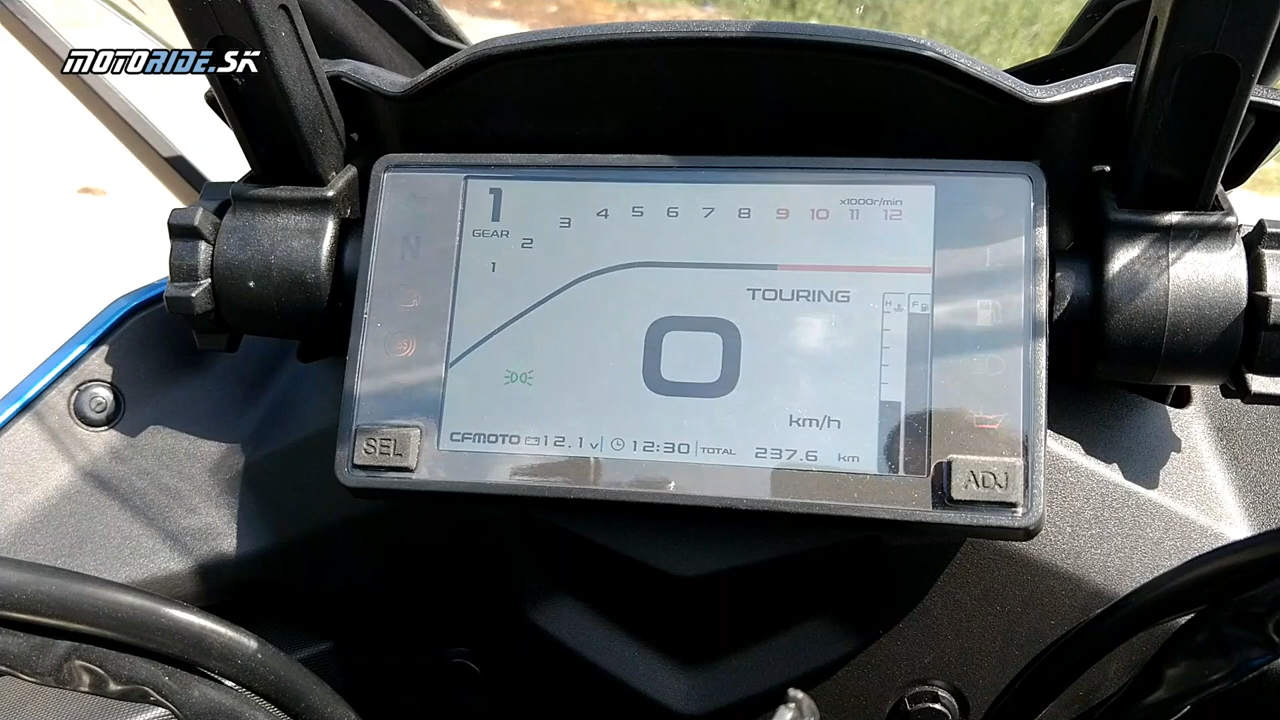 MOTORIDE.SK
1
GEAR
1 2 3 4 5 6 7 8 9 10 11 12
x1000r/min
N
TOURING
H F
0
km/h
CFMOTO 12.1 v 12:30 TOTAL 237.6 km
SEL
ADJ